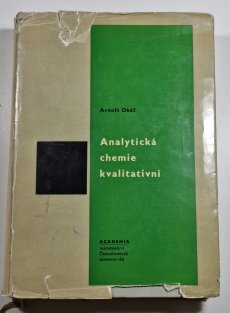 Arnošt Okáč
Analytická
chemie
kvalitativní
ACADEMIA
nakladatelství
Československé
akademie věd